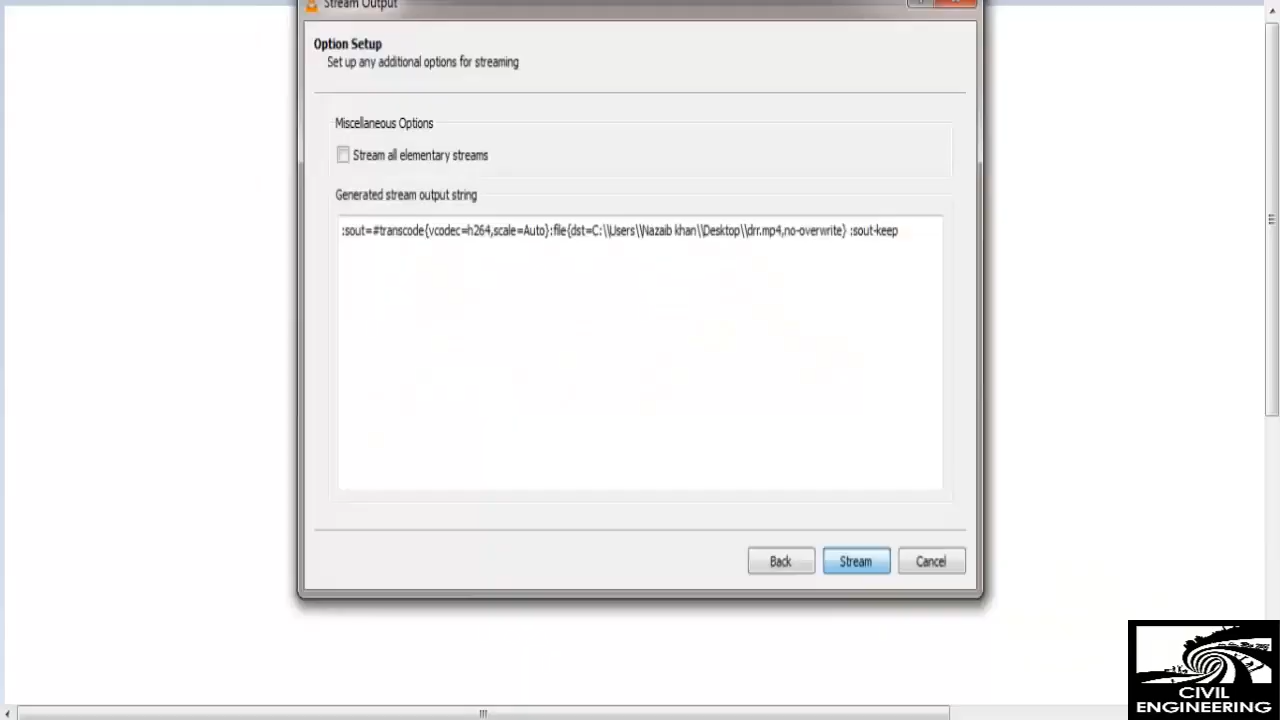 Stream Output
Option Setup
Set up any additional options for streaming
Miscellaneous Options
Stream all elementary streams
Generated stream output string
:sout=#transcode{vcodec=h264,scale=Auto}:file{dst=C:\\Users\\Nazaib khan\\Desktop\\drr.mp4,no-overwrite} :sout-keep
Back
Stream
Cancel
CIVIL
ENGINEERING